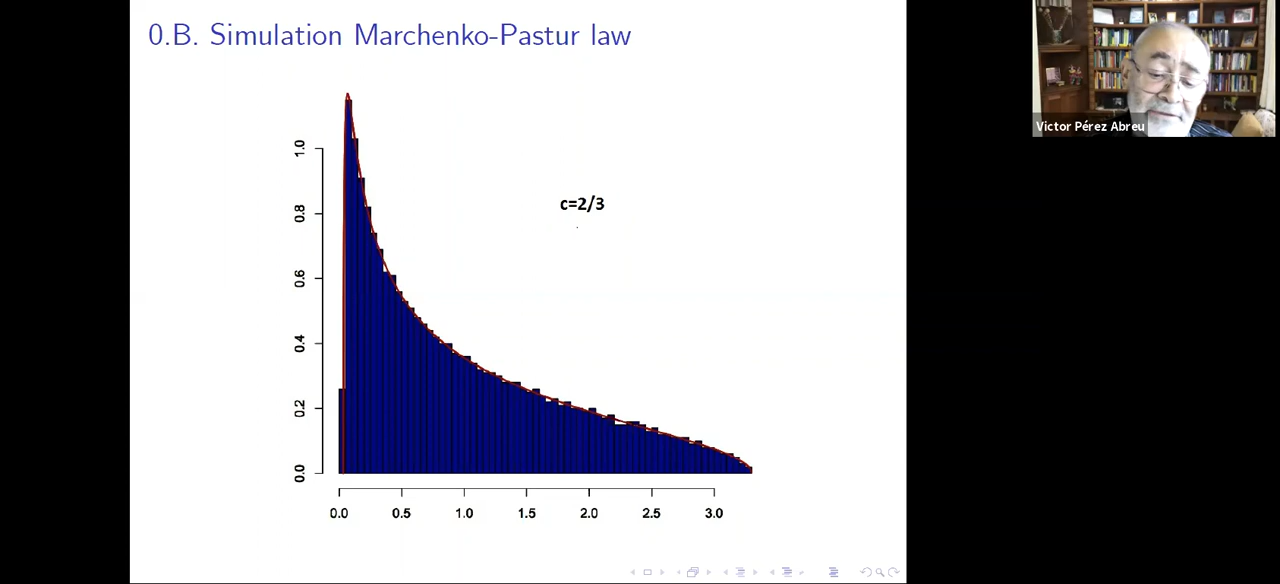 0.B. Simulation Marchenko-Pastur law
Victor Pérez Abreu
c=2/3
1.0
0.8
0.6
0.4
0.2
0.0
0.0 0.5 1.0 1.5 2.0 2.5 3.0